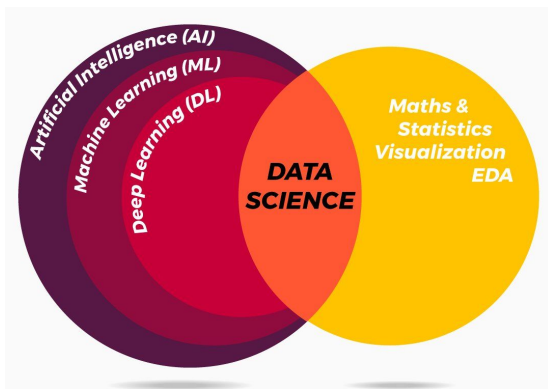 Artificial Intelligence (AI)
Machine Learning (ML)
Deep Learning (DL)
DATA
SCIENCE
Maths &
Statistics
Visualization
EDA